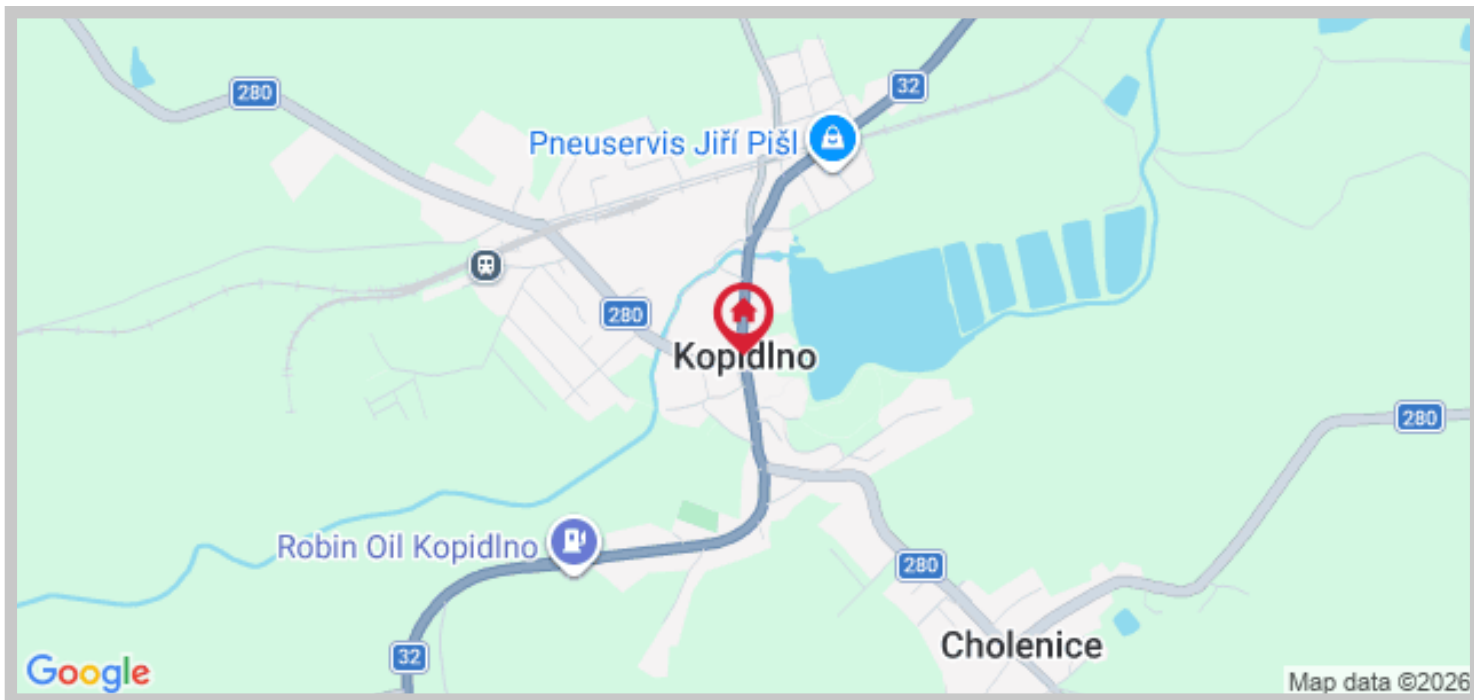 280
32
Pneuservis Jiří Pišl
280
Kopidlno
280
Robin Oil Kopidlno
280
Cholenice
32
Google
Map data ©2026